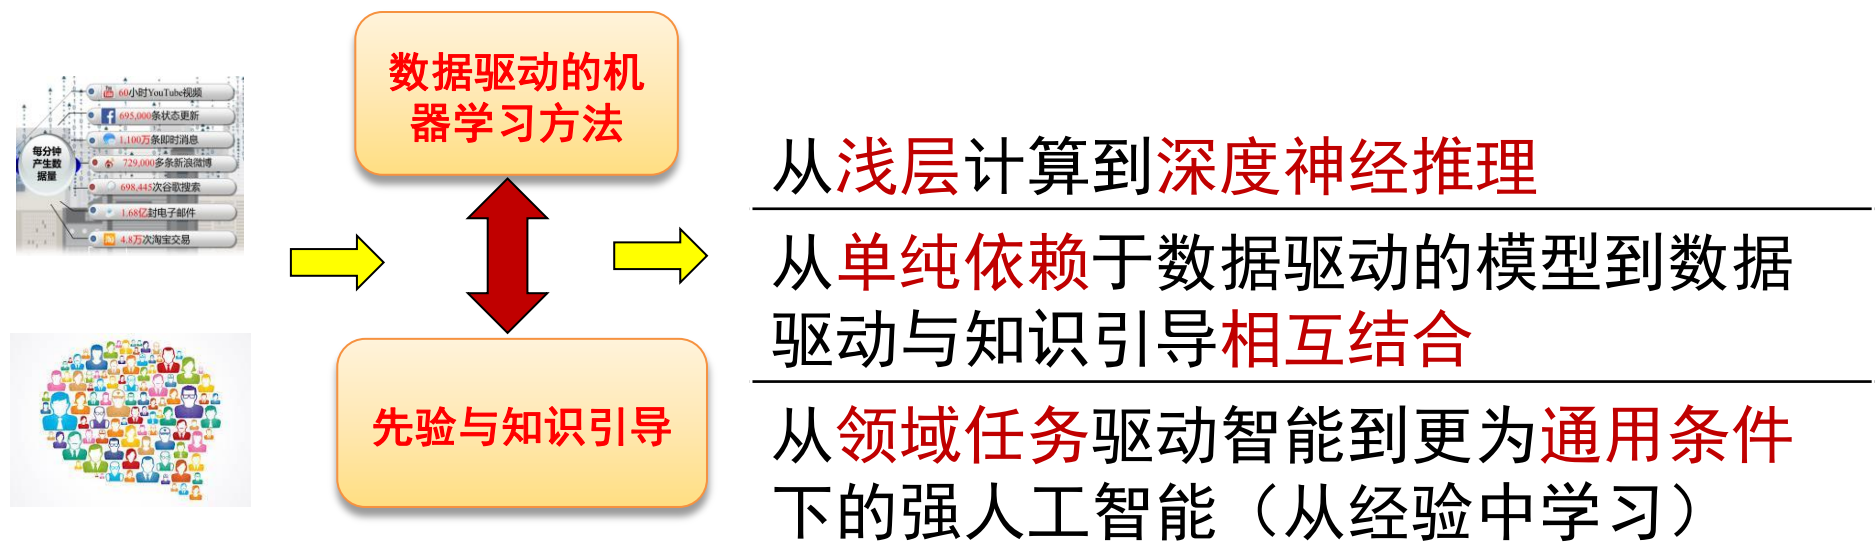 每分钟
产生数
据量
60小时YouTube视频
695,000条状态更新
1,100万条即时消息
729,000多条新浪微博
698,445次谷歌搜索
1.68亿封电子邮件
淘
4.8万次淘宝交易
数据驱动的机
器学习方法
先验与知识引导
从浅层计算到深度神经推理
从单纯依赖于数据驱动的模型到数据
驱动与知识引导相互结合
从领域任务驱动智能到更为通用条件
下的强人工智能（从经验中学习）